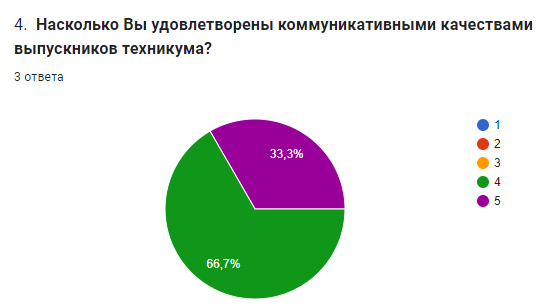 4. Насколько Вы удовлетворены коммуникативными качествами
выпускников техникума?
3 ответа
33,3%
66,7%
1
2
3
4
5